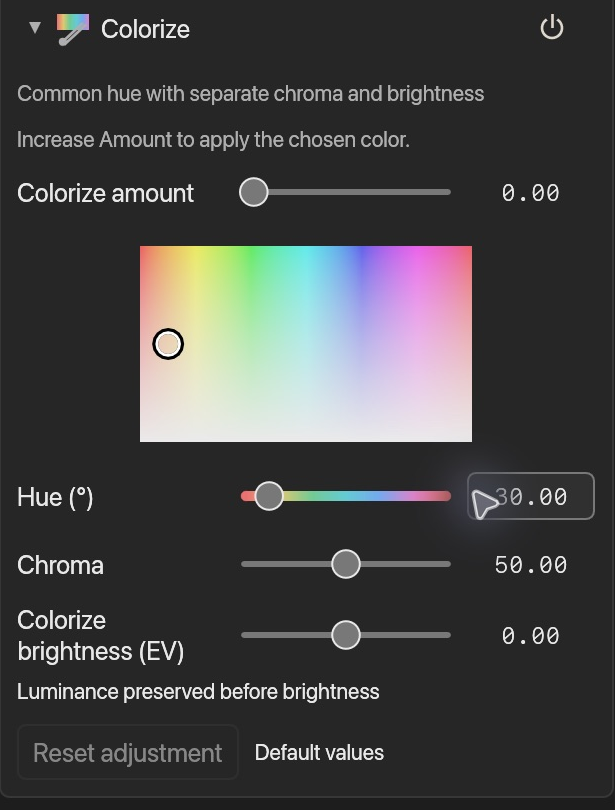 Colorize
Common hue with separate chroma and brightness
Increase Amount to apply the chosen color.
Colorize amount 0.00
Hue (°) 30.00
Chroma 50.00
Colorize
brightness (EV) 0.00
Luminance preserved before brightness
Reset adjustment Default values